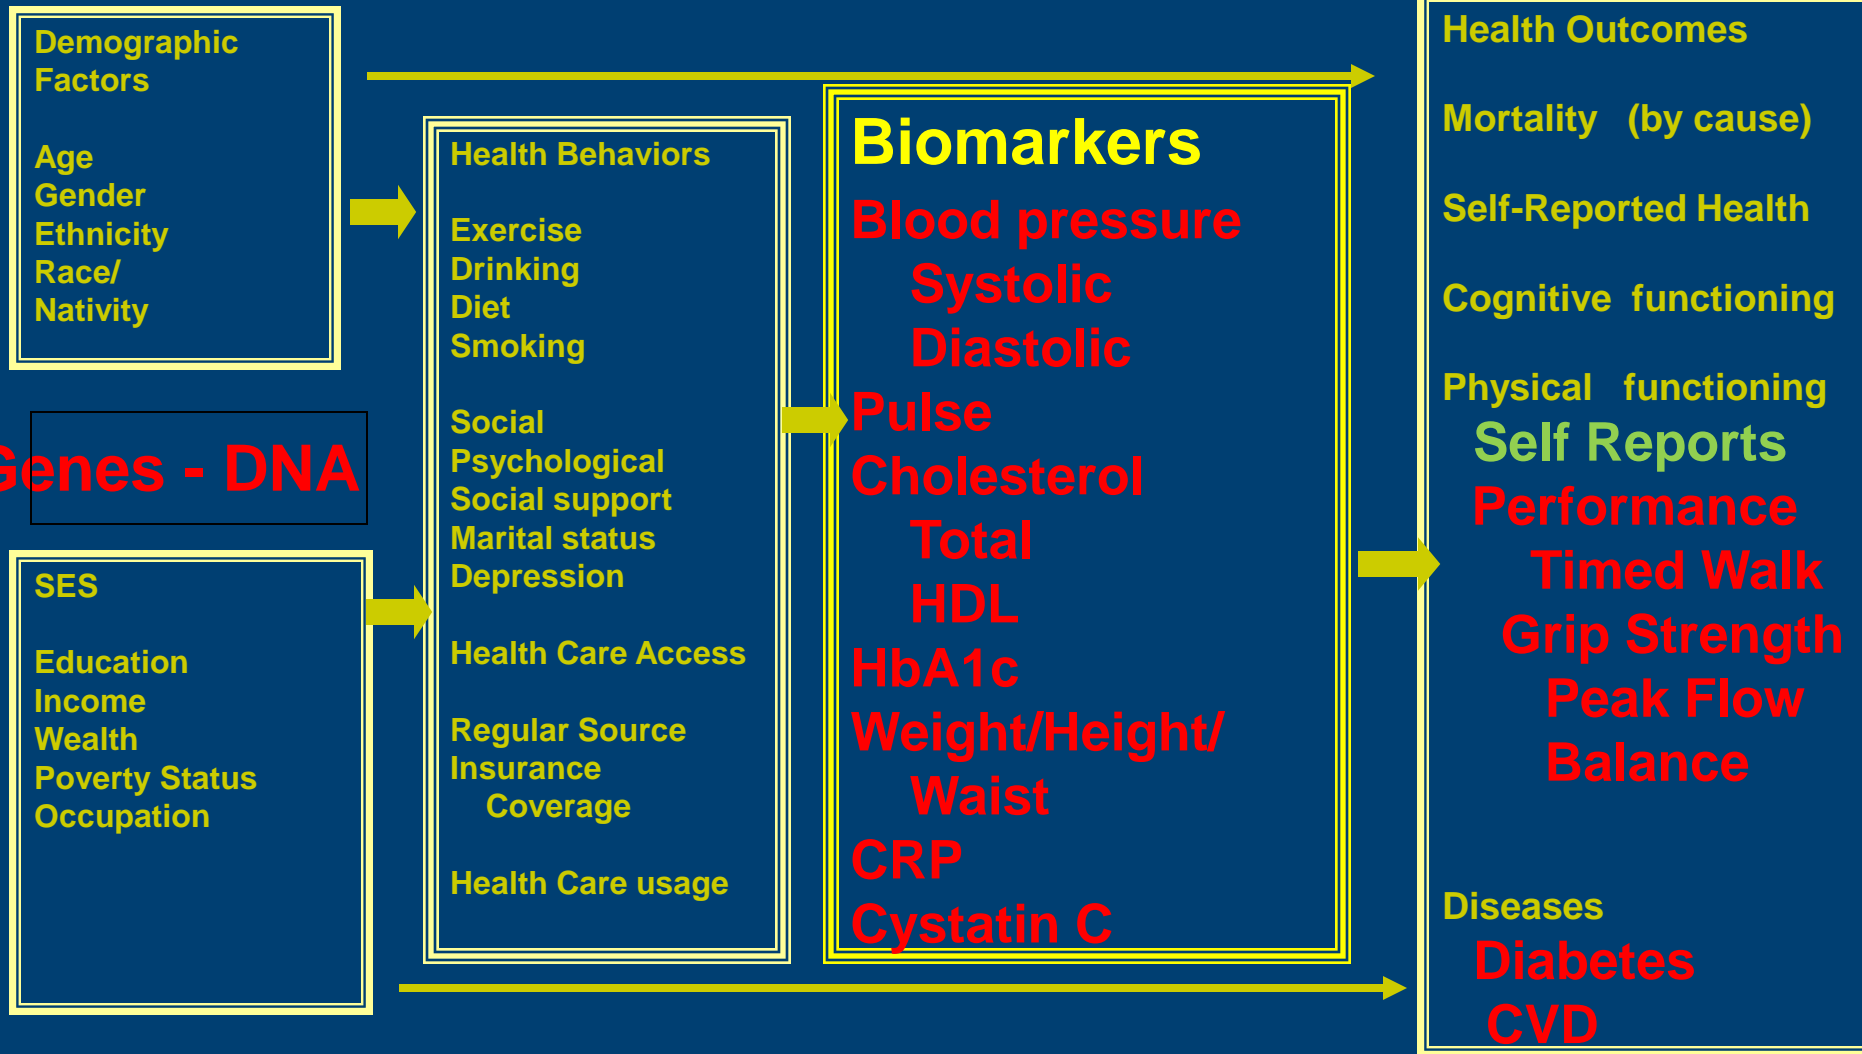 Demographic
Factors
Age
Gender
Ethnicity
Race/
Nativity
Genes - DNA
SES
Education
Income
Wealth
Poverty Status
Occupation
Health Behaviors
Exercise
Drinking
Diet
Smoking
Social
Psychological
Social support
Marital status
Depression
Health Care Access
Regular Source
Insurance
Coverage
Health Care usage
Biomarkers
Blood pressure
Systolic
Diastolic
Pulse
Cholesterol
Total
HDL
HbA1c
Weight/Height/
Waist
CRP
Cystatin C
Health Outcomes
Mortality (by cause)
Self-Reported Health
Cognitive functioning
Physical functioning
Self Reports
Performance
Timed Walk
Grip Strength
Peak Flow
Balance
Diseases
Diabetes
CVD